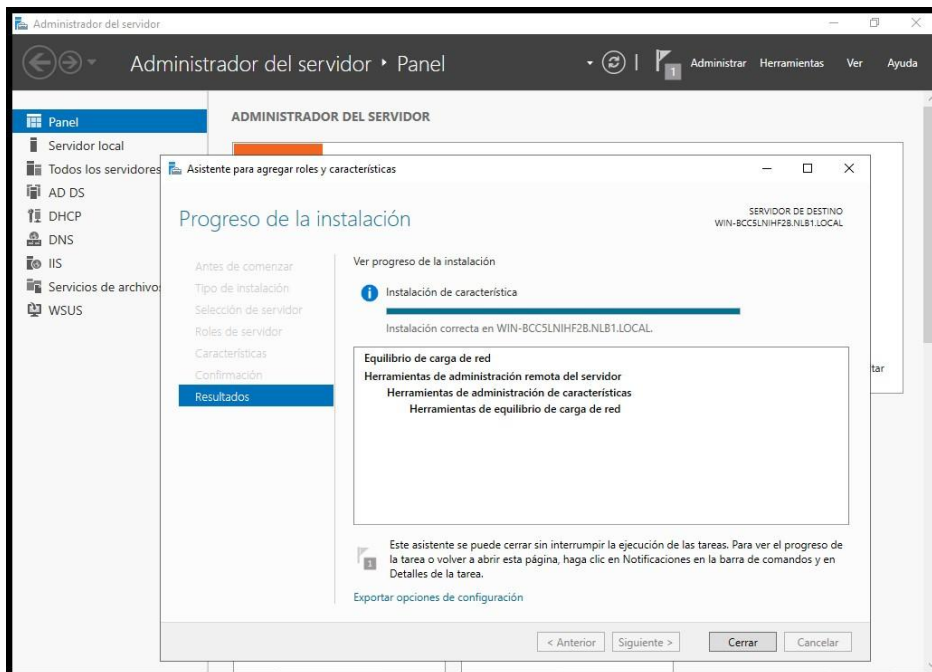 Administrador del servidor
Administrador del servidor ‣ Panel
1
Administrar Herramientas Ver Ayuda
Panel
Servidor local
Todos los servidores
AD DS
DHCP
DNS
IIS
Servicios de archivo
WSUS
ADMINISTRADOR DEL SERVIDOR
Asistente para agregar roles y características
Progreso de la instalación
SERVIDOR DE DESTINO
WIN-BCC5LNIHF2B.NLB1.LOCAL
Antes de comenzar
Tipo de instalación
Selección de servidor
Roles de servidor
Características
Confirmación
Resultados
Ver progreso de la instalación
Instalación de característica
Instalación correcta en WIN-BCC5LNIHF2B.NLB1.LOCAL.
Equilibrio de carga de red
Herramientas de administración remota del servidor
Herramientas de administración de características
Herramientas de equilibrio de carga de red
tar
Este asistente se puede cerrar sin interrumpir la ejecución de las tareas. Para ver el progreso de
la tarea o volver a abrir esta página, haga clic en Notificaciones en la barra de comandos y en
Detalles de la tarea.
1
Exportar opciones de configuración
< Anterior Siguiente > Cerrar Cancelar